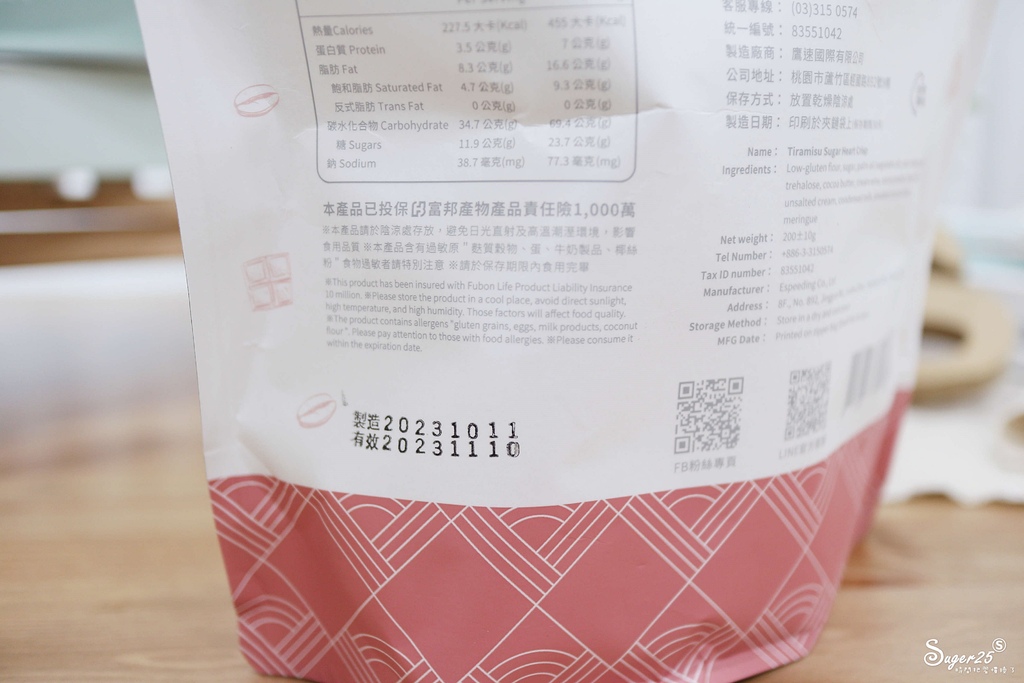 熱量Calories 227.5 大卡(Kcal) 455 大卡(Kcal)
蛋白質 Protein 3.5 公克(g) 7 公克(g)
脂肪 Fat 8.3 公克(g) 16.6 公克(g)
飽和脂肪 Saturated Fat 4.7 公克(g) 9.3 公克(g)
反式脂肪 Trans Fat 0 公克(g) 0 公克(g)
碳水化合物 Carbohydrate 34.7 公克(g) 69.4 公克(g)
糖 Sugars 11.9 公克(g) 23.7 公克(g)
鈉 Sodium 38.7 毫克(mg) 77.3 毫克(mg)
本產品已投保富邦產物產品責任險1,000萬
※本產品請於陰涼處存放，避免日光直射及高溫潮溼環境，影響
食用品質 ※本產品含有過敏原 " 麩質穀物、蛋、牛奶製品、椰絲
粉 " 食物過敏者請特別注意 ※請於保存期限內食用完畢
※This product has been insured with Fubon Life Product Liability Insurance
10 million. ※Please store the product in a cool place, avoid direct sunlight,
high temperature, and high humidity. Those factors will affect food quality.
※The product contains allergens "gluten grains, eggs, milk products, coconut
flour ". Please pay attention to those with food allergies. ※Please consume it
within the expiration date.
製造20231011
有效20231110
客服專線： (03)315 0574
統一編號： 83551042
製造廠商： 鷹速國際有限公司
公司地址： 桃園市蘆竹區
保存方式： 放置乾燥陰涼處
製造日期： 印刷於夾鏈袋上
Name： Tiramisu Sugar Heart Crisp
Ingredients： Low-gluten flour, sugar,
trehalose, cocoa butter,
unsalted cream,
meringue
Net weight： 200±10g
Tel Number： +886-3-3150574
Tax ID number： 83551042
Manufacturer： Espeeding Co., Ltd
Address： 8F., No.
Storage Method： Store in a dry and
MFG Date： Printed on
FB粉絲專頁
LINE
Suger25